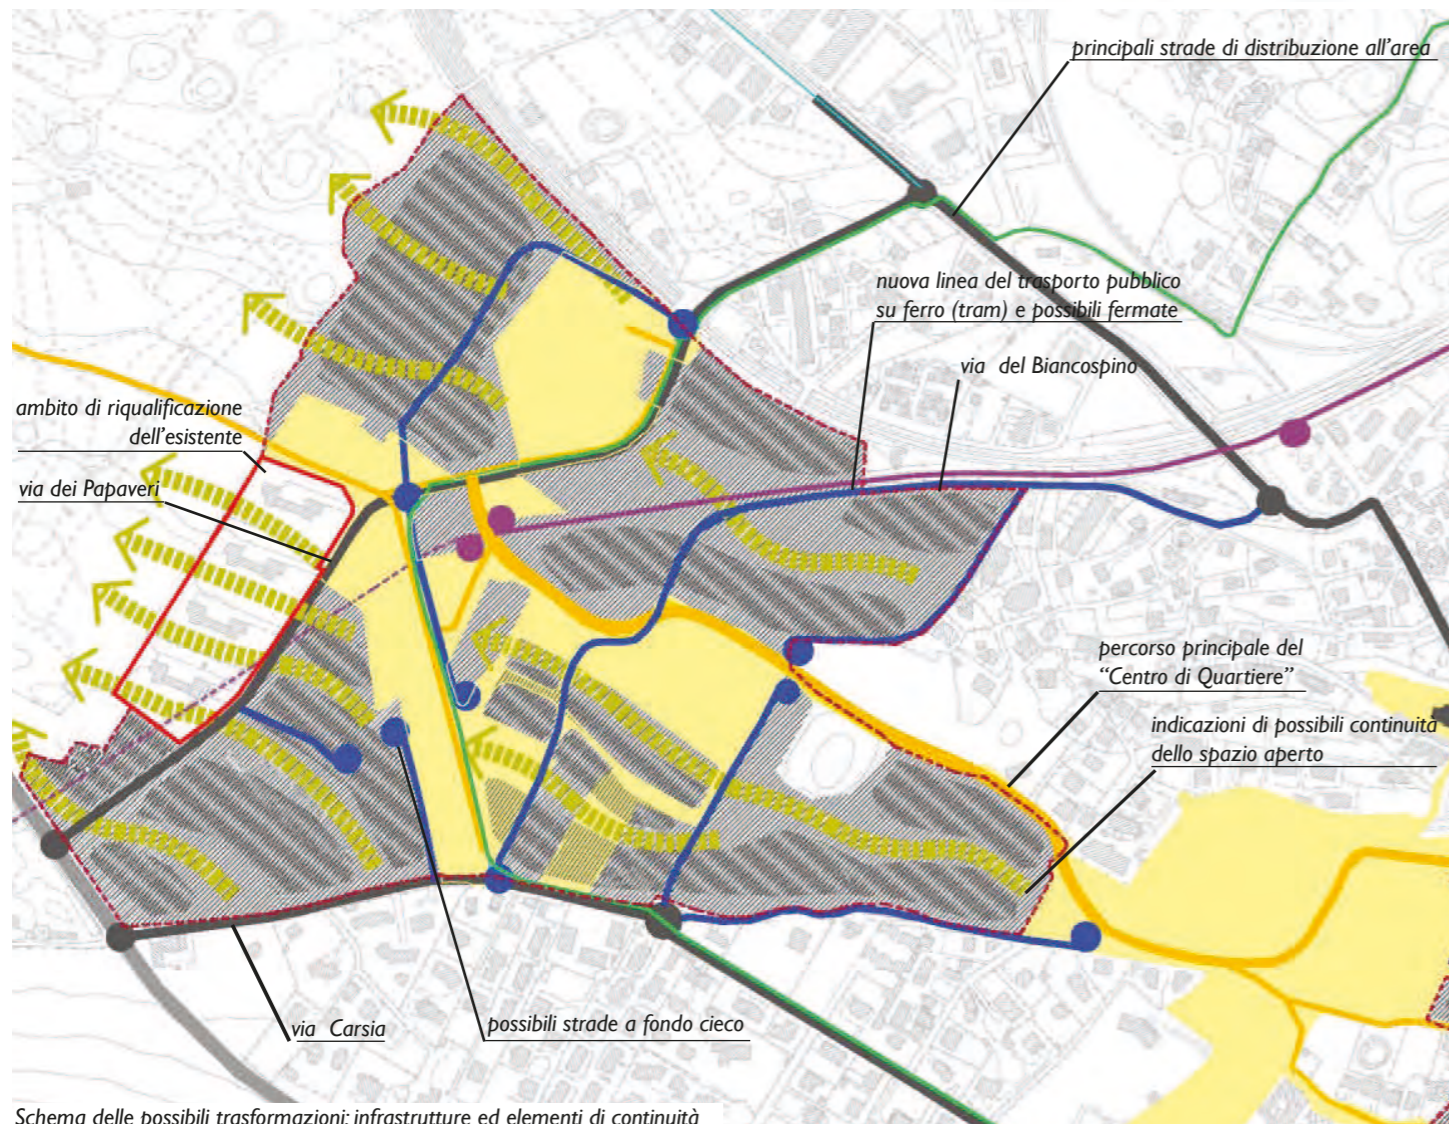 principali strade di distribuzione all'area
nuova linea del trasporto pubblico
su ferro (tram) e possibili fermate
via del Biancospino
ambito di riqualificazione
dell'esistente
via dei Papaveri
percorso principale del
“Centro di Quartiere”
indicazioni di possibili continuità
dello spazio aperto
via Carsia
possibili strade a fondo cieco
Schema delle possibili trasformazioni: infrastrutture ed elementi di continuità